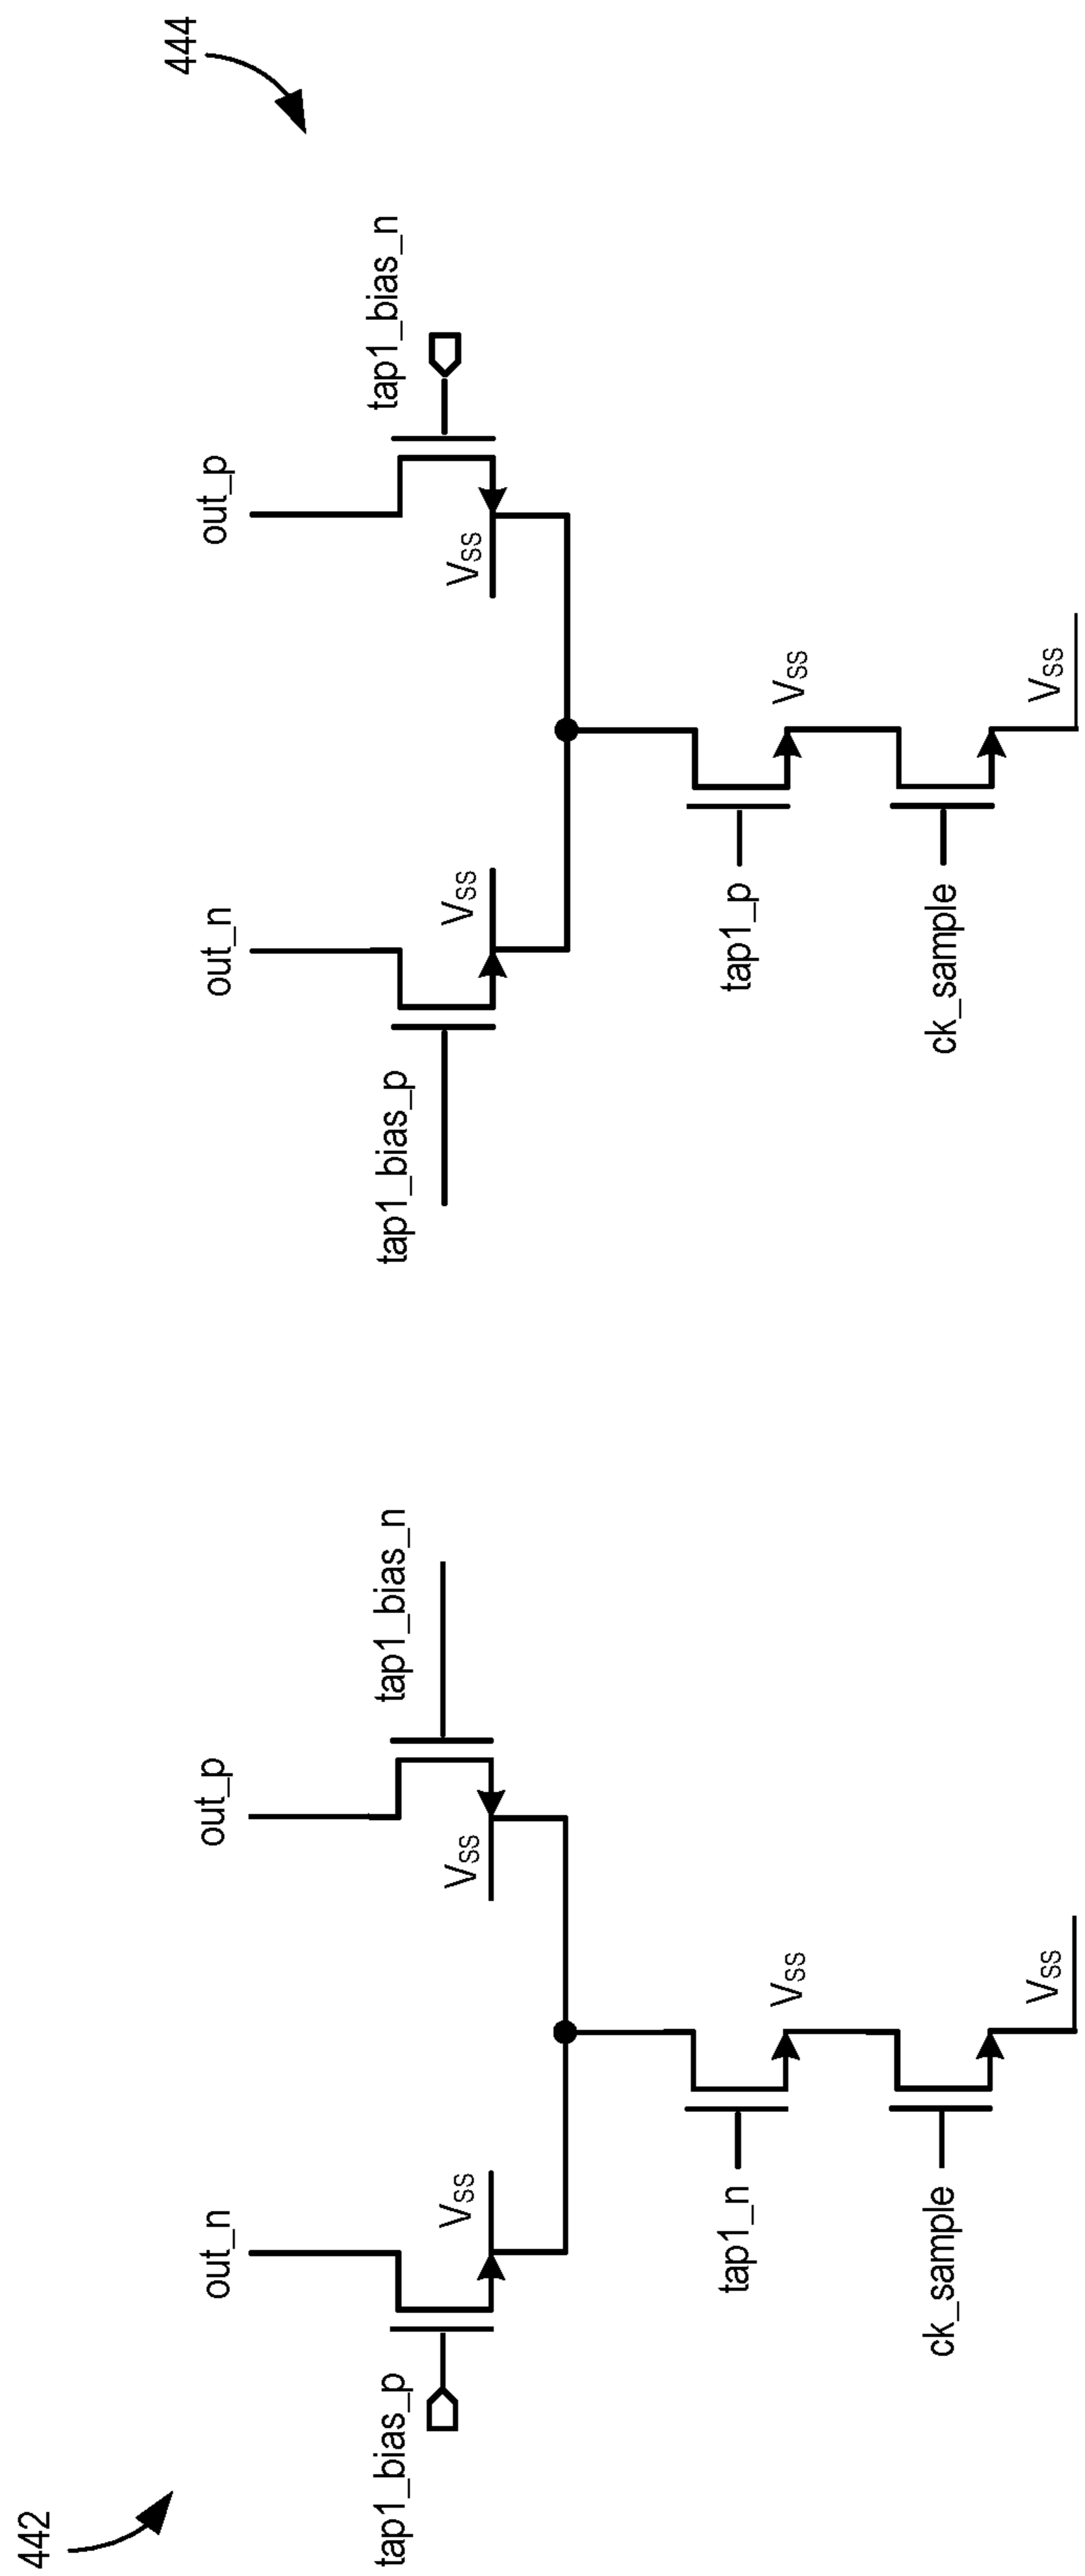 442
out_n
out_p
tap1_bias_p
VSS
VSS
tap1_bias_n
tap1_n
VSS
ck_sample
VSS
444
out_n
out_p
tap1_bias_p
VSS
VSS
tap1_bias_n
tap1_p
VSS
ck_sample
VSS